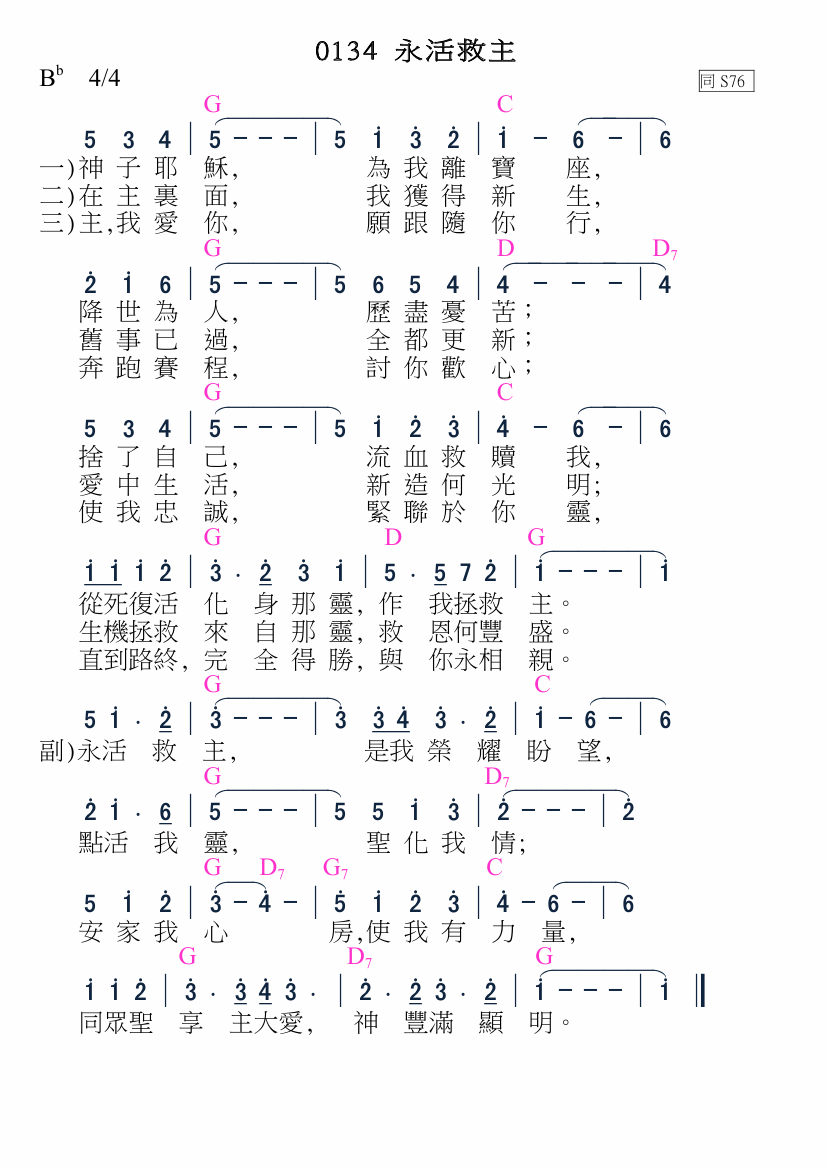 0134 永活救主
B♭ 4/4 同 S76
G C
5 3 4 | 5 − − − | 5 i̇ 3̇ 2̇ | i̇ − 6 − | 6
一)神子耶穌, 為我離寶座,
二)在主裏面, 我獲得新生,
三)主,我愛你, 願跟隨你行,
G D D7
2̇ i̇ 6 | 5 − − − | 5 6 5 4 | 4 − − − | 4
降世為人, 歷盡憂苦；
舊事已過, 全都更新；
奔跑賽程, 討你歡心；
G C
5 3 4 | 5 − − − | 5 i̇ 2̇ 3̇ | 4̇ − 6 − | 6
捨了自己, 流血救贖我,
愛中生活, 新造何光明;
使我忠誠, 緊聯於你靈,
G D G
i̇ i̇ i̇ 2̇ | 3̇ . 2̇ 3̇ i̇ | 5 . 5 7 2̇ | i̇ − − − | i̇
從死復活化身那靈, 作我拯救主。
生機拯救來自那靈, 救恩何豐盛。
直到路終, 完全得勝, 與你永相親。
G C
5 i̇ . 2̇ | 3̇ − − − | 3̇ 3̇ 4̇ 3̇ . 2̇ | i̇ − 6 − | 6
副)永活救主, 是我榮耀盼望,
G D7
2̇ i̇ . 6 | 5 − − − | 5 5 i̇ 3̇ | 2̇ − − − | 2̇
點活我靈, 聖化我情;
G D7 G7 C
5 i̇ 2̇ | 3̇ − 4̇ − | 5̇ i̇ 2̇ 3̇ | 4̇ − 6 − | 6
安家我心房,使我有力量,
G D7 G
i̇ i̇ 2̇ | 3̇ . 3̇ 4̇ 3̇ . | 2̇ . 2̇ 3̇ . 2̇ | i̇ − − − | i̇
同眾聖享主大愛, 神豐滿顯明。